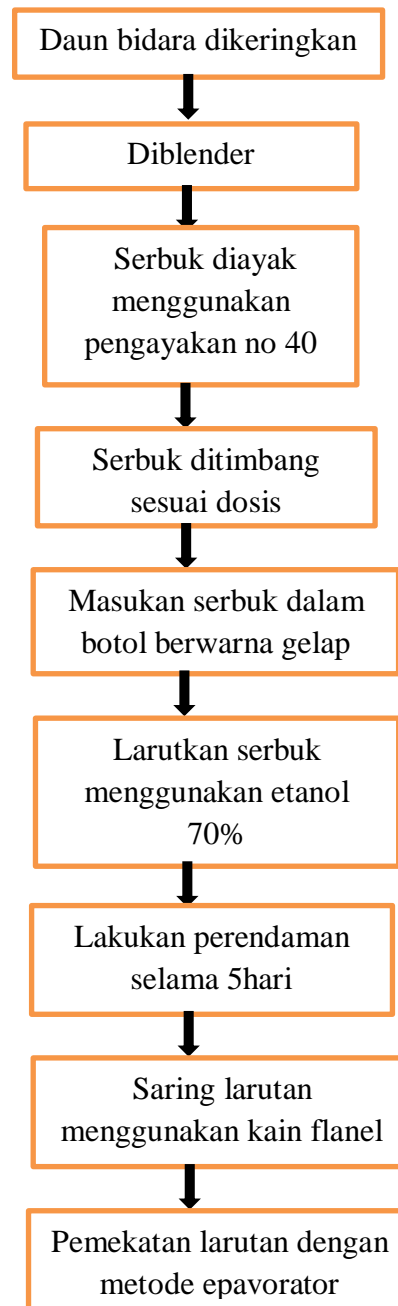 Daun bidara dikeringkan
Diblender
Serbuk diayak
menggunakan
pengayakan no 40
Serbuk ditimbang
sesuai dosis
Masukan serbuk dalam
botol berwarna gelap
Larutkan serbuk
menggunakan etanol
70%
Lakukan perendaman
selama 5hari
Saring larutan
menggunakan kain flanel
Pemekatan larutan dengan
metode epavorator